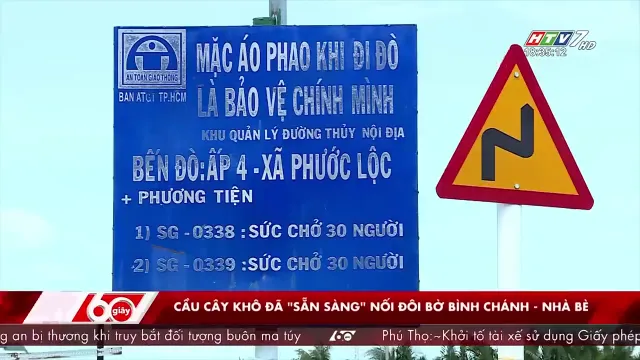 HTV7 HD
18:35:12
AN TOÀN GIAO THÔNG
BAN ATGT TP.HCM
MẶC ÁO PHAO KHI ĐI ĐÒ
LÀ BẢO VỆ CHÍNH MÌNH
KHU QUẢN LÝ ĐƯỜNG THỦY NỘI ĐỊA
BẾN ĐÒ: ẤP 4 - XÃ PHƯỚC LỘC
+ PHƯƠNG TIỆN
1) SG - 0338 : SỨC CHỞ 30 NGƯỜI
2) SG - 0339 : SỨC CHỞ 30 NGƯỜI
60 giây
CẦU CÂY KHÔ ĐÃ "SẴN SÀNG" NỐI ĐÔI BỜ BÌNH CHÁNH - NHÀ BÈ
g an bị thương khi truy bắt đối tượng buôn ma túy
60
Phú Thọ:~Khởi tố tài xế sử dụng Giấy phép